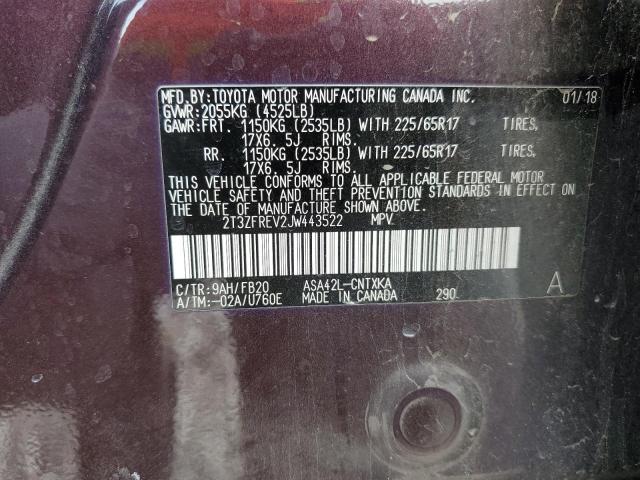 MFD.BY:TOYOTA MOTOR MANUFACTURING CANADA INC. 01/18
GVWR:2055KG (4525LB)
GAWR:FRT. 1150KG (2535LB) WITH 225/65R17 TIRES,
17X6. 5J RIMS.
RR. 1150KG (2535LB) WITH 225/65R17 TIRES,
17X6. 5J RIMS.
THIS VEHICLE CONFORMS TO ALL APPLICABLE FEDERAL MOTOR
VEHICLE SAFETY AND THEFT PREVENTION STANDARDS IN EFFECT ON
THE DATE OF MANUFACTURE SHOWN ABOVE.
2T3ZFREV2JW443522 MPV
C/TR:9AH/FB20 ASA42L-CNTXKA
A/TM:-02A/U760E MADE IN CANADA 290 A